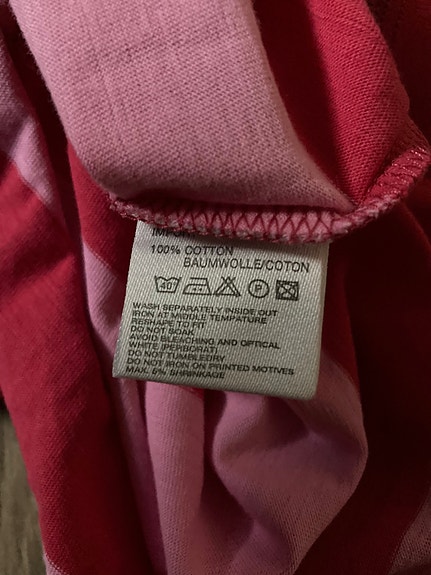 100% COTTON
BAUMWOLLE/COTON
40° P
WASH SEPARATELY INSIDE OUT
IRON AT MIDDLE TEMPATURE
RESHAPE TO FIT
DO NOT SOAK
AVOID BLEACHING AND OPTICAL
WHITE (PERBORAT)
DO NOT TUMBLEDRY
DO NOT IRON ON PRINTED MOTIVES
MAX. 5% SHRINKAGE